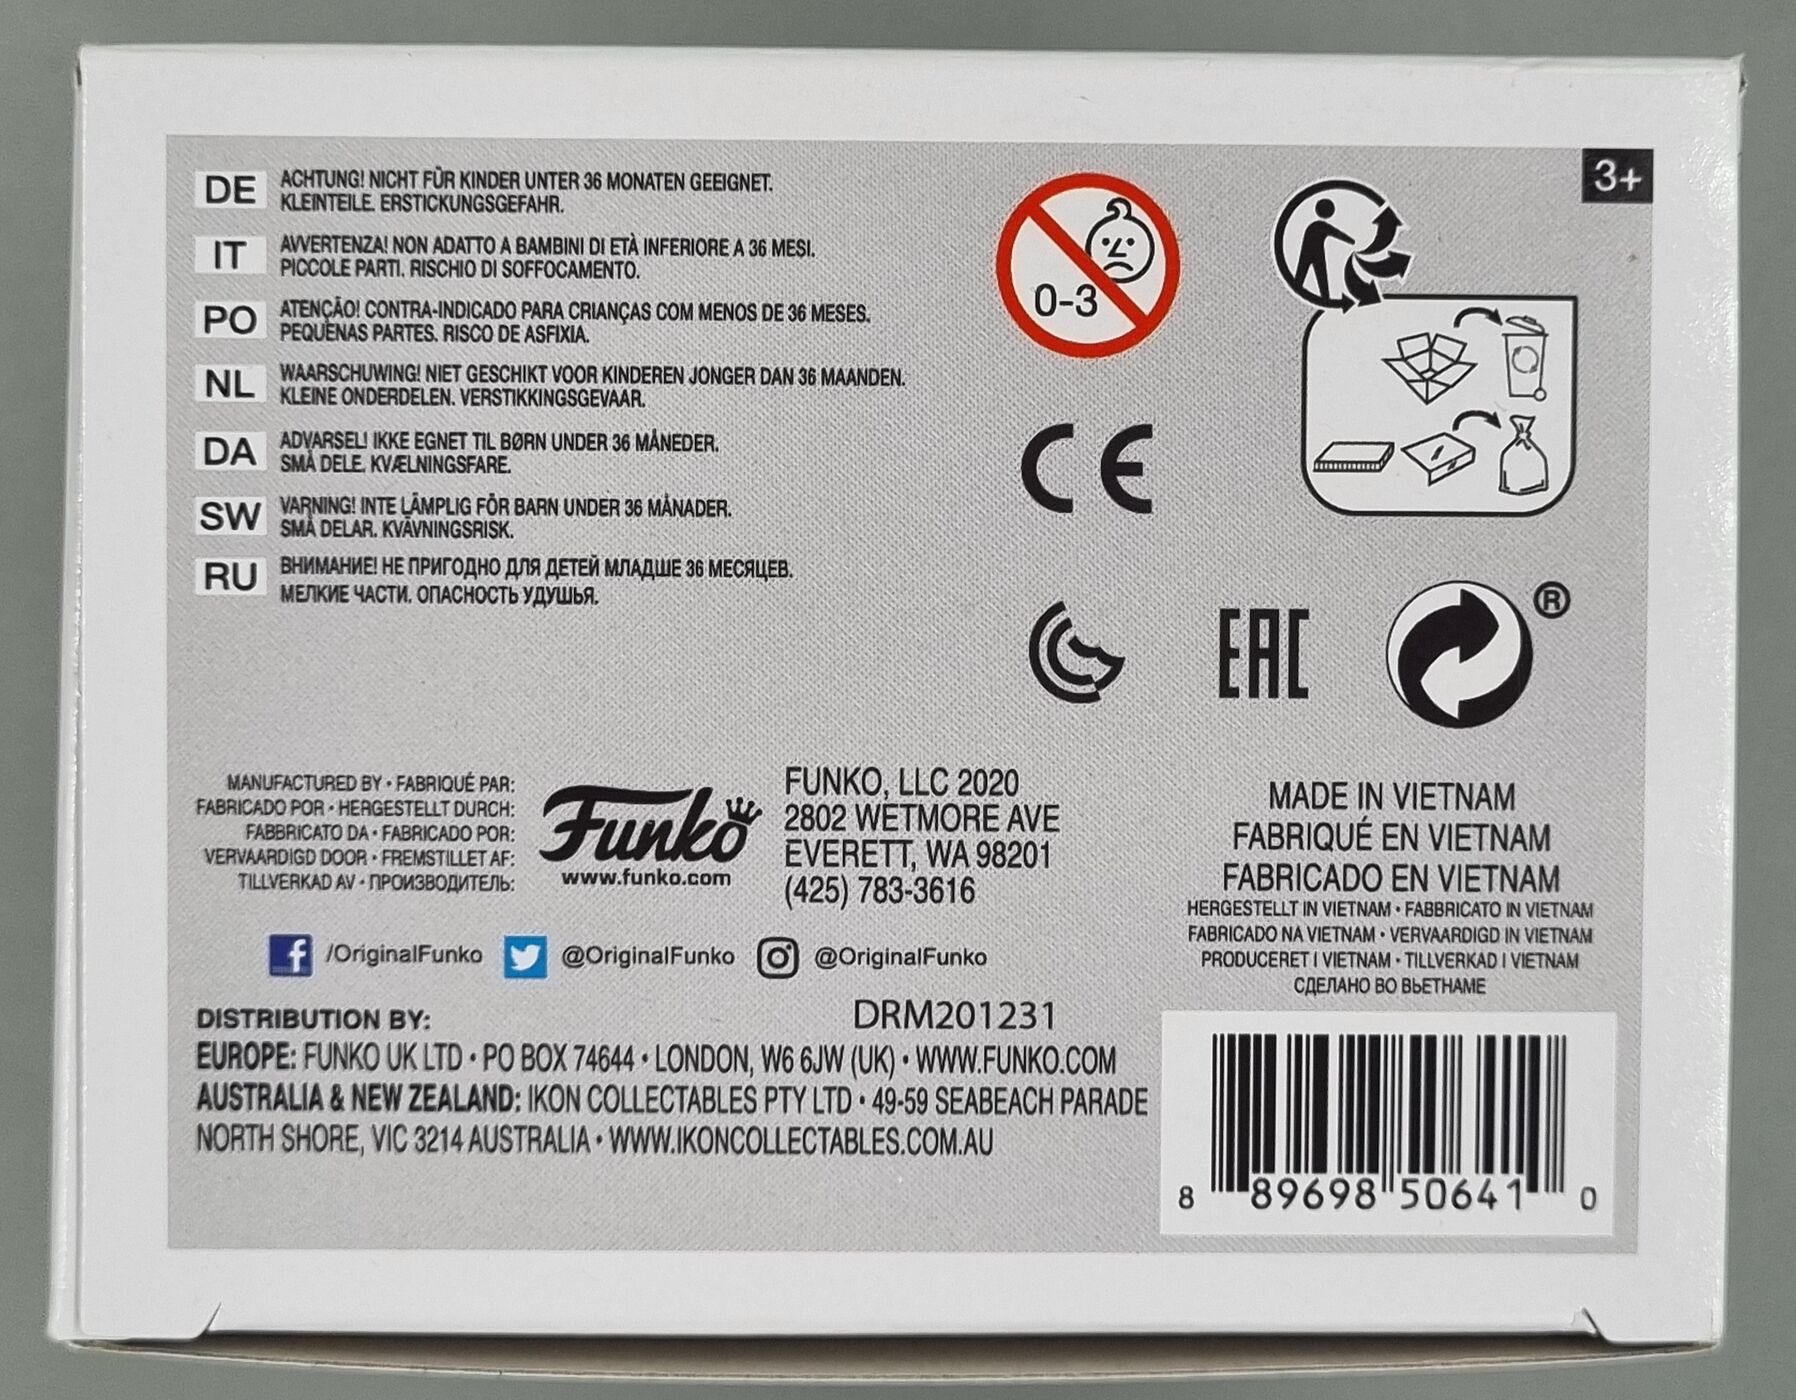 DE ACHTUNG! NICHT FÜR KINDER UNTER 36 MONATEN GEEIGNET.
KLEINTEILE. ERSTICKUNGSGEFAHR.
IT AVVERTENZA! NON ADATTO A BAMBINI DI ETÀ INFERIORE A 36 MESI.
PICCOLE PARTI. RISCHIO DI SOFFOCAMENTO.
PO ATENÇÃO! CONTRA-INDICADO PARA CRIANÇAS COM MENOS DE 36 MESES.
PEQUENAS PARTES. RISCO DE ASFIXIA.
NL WAARSCHUWING! NIET GESCHIKT VOOR KINDEREN JONGER DAN 36 MAANDEN.
KLEINE ONDERDELEN. VERSTIKKINGSGEVAAR.
DA ADVARSEL! IKKE EGNET TIL BØRN UNDER 36 MÅNEDER.
SMÅ DELE. KVÆLNINGSFARE.
SW VARNING! INTE LÄMPLIG FÖR BARN UNDER 36 MÅNADER.
SMÅ DELAR. KVÄVNINGSRISK.
RU ВНИМАНИЕ! НЕ ПРИГОДНО ДЛЯ ДЕТЕЙ МЛАДШЕ 36 МЕСЯЦЕВ.
МЕЛКИЕ ЧАСТИ. ОПАСНОСТЬ УДУШЬЯ.
0-3
3+
CE
EAC
®
MANUFACTURED BY • FABRIQUÉ PAR:
FABRICADO POR • HERGESTELLT DURCH:
FABBRICATO DA • FABRICADO POR:
VERVAARDIGD DOOR • FREMSTILLET AF:
TILLVERKAD AV • ПРОИЗВОДИТЕЛЬ:
Funko
www.funko.com
FUNKO, LLC 2020
2802 WETMORE AVE
EVERETT, WA 98201
(425) 783-3616
MADE IN VIETNAM
FABRIQUÉ EN VIETNAM
FABRICADO EN VIETNAM
HERGESTELLT IN VIETNAM • FABBRICATO IN VIETNAM
FABRICADO NA VIETNAM • VERVAARDIGD IN VIETNAM
PRODUCERET I VIETNAM • TILLVERKAD I VIETNAM
СДЕЛАНО ВО ВЬЕТНАМЕ
f /OriginalFunko @OriginalFunko @OriginalFunko
DRM201231
DISTRIBUTION BY:
EUROPE: FUNKO UK LTD • PO BOX 74644 • LONDON, W6 6JW (UK) • WWW.FUNKO.COM
AUSTRALIA & NEW ZEALAND: IKON COLLECTABLES PTY LTD • 49-59 SEABEACH PARADE
NORTH SHORE, VIC 3214 AUSTRALIA • WWW.IKONCOLLECTABLES.COM.AU
8 89698 50641 0